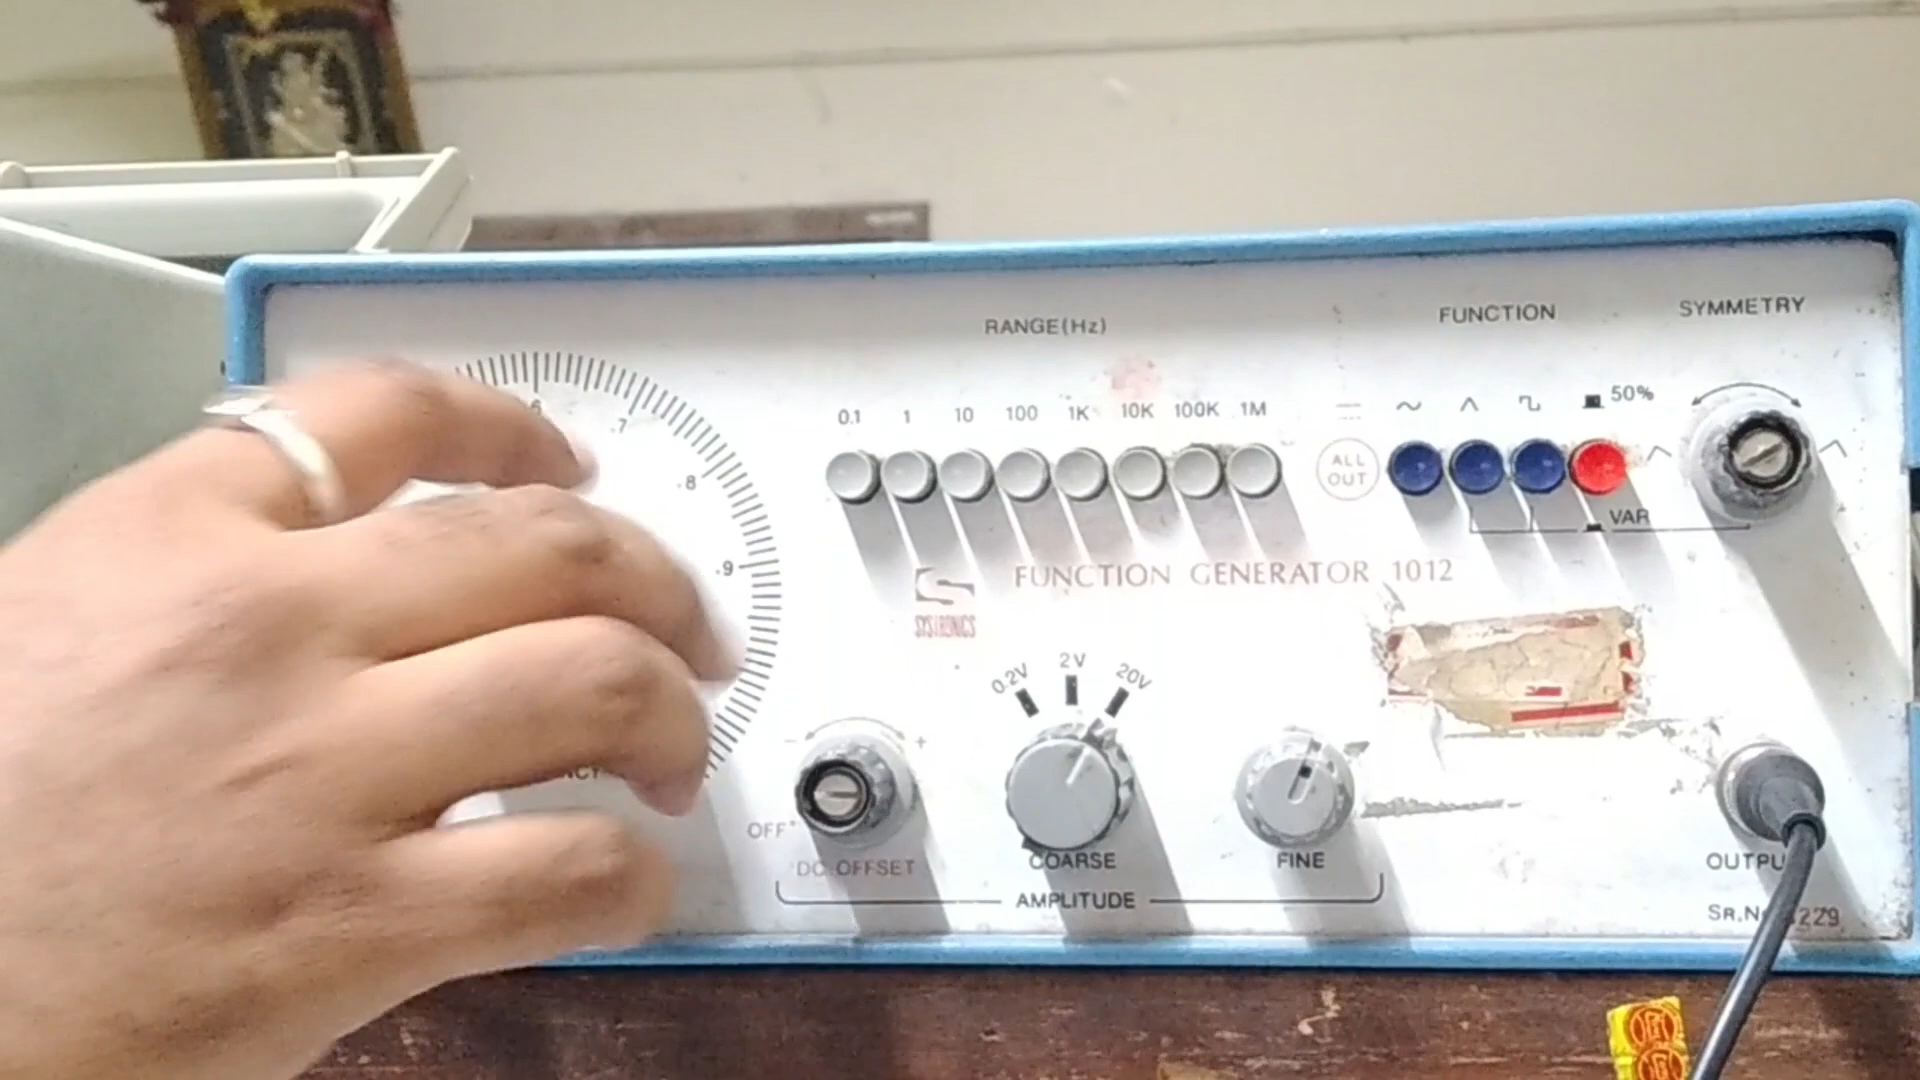 RANGE(Hz)
FUNCTION
SYMMETRY
0.1 1 10 100 1K 10K 100K 1M
50%
.6
.7
.8
.9
ALL
OUT
VAR
FUNCTION GENERATOR 1012
SYSTRONICS
0.2V 2V 20V
- +
OFF
DC.OFFSET
COARSE
FINE
AMPLITUDE